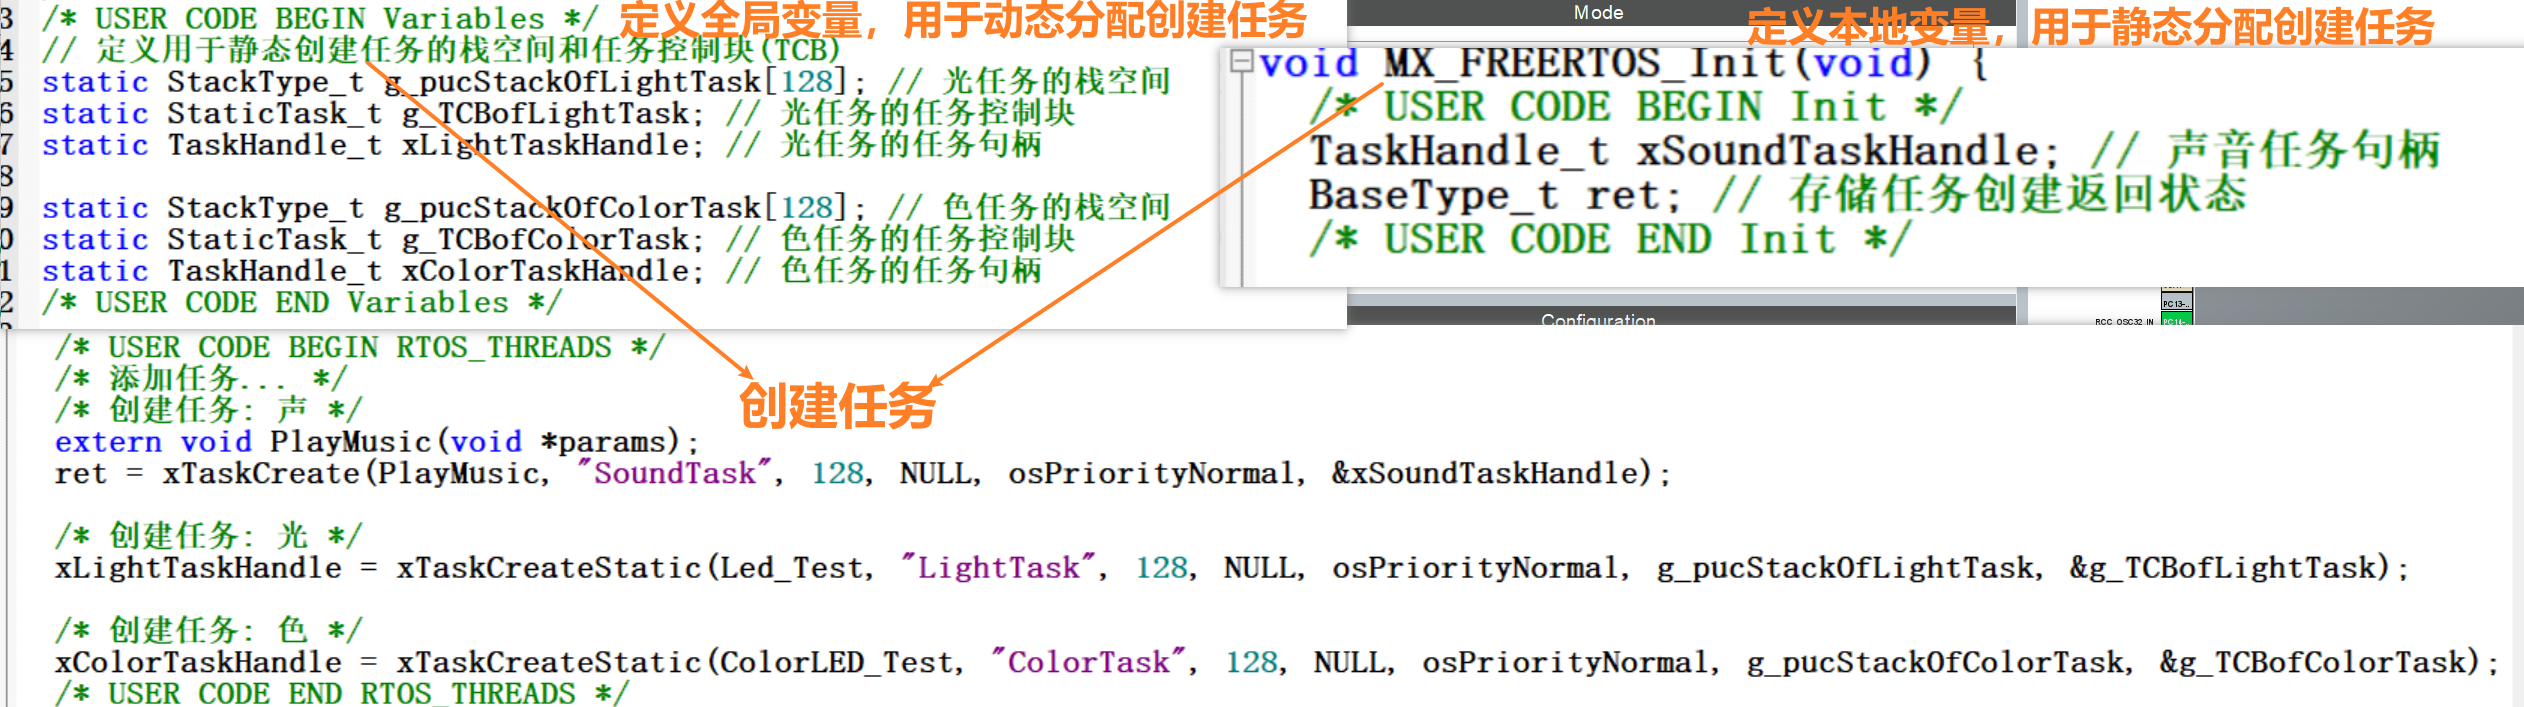 定义全局变量，用于动态分配创建任务
3 /* USER CODE BEGIN Variables */
4 // 定义用于静态创建任务的栈空间和任务控制块(TCB)
5 static StackType_t g_pucStackOfLightTask[128]; // 光任务的栈空间
6 static StaticTask_t g_TCBofLightTask; // 光任务的任务控制块
7 static TaskHandle_t xLightTaskHandle; // 光任务的任务句柄
8
9 static StackType_t g_pucStackOfColorTask[128]; // 色任务的栈空间
0 static StaticTask_t g_TCBofColorTask; // 色任务的任务控制块
1 static TaskHandle_t xColorTaskHandle; // 色任务的任务句柄
2 /* USER CODE END Variables */
Mode
定义本地变量，用于静态分配创建任务
void MX_FREERTOS_Init(void) {
/* USER CODE BEGIN Init */
TaskHandle_t xSoundTaskHandle; // 声音任务句柄
BaseType_t ret; // 存储任务创建返回状态
/* USER CODE END Init */
Configuration
PC13-..
RCC_OSC32_IN
PC14-..
创建任务
/* USER CODE BEGIN RTOS_THREADS */
/* 添加任务... */
/* 创建任务: 声 */
extern void PlayMusic(void *params);
ret = xTaskCreate(PlayMusic, "SoundTask", 128, NULL, osPriorityNormal, &xSoundTaskHandle);
/* 创建任务: 光 */
xLightTaskHandle = xTaskCreateStatic(Led_Test, "LightTask", 128, NULL, osPriorityNormal, g_pucStackOfLightTask, &g_TCBofLightTask);
/* 创建任务: 色 */
xColorTaskHandle = xTaskCreateStatic(ColorLED_Test, "ColorTask", 128, NULL, osPriorityNormal, g_pucStackOfColorTask, &g_TCBofColorTask);
/* USER CODE END RTOS_THREADS */